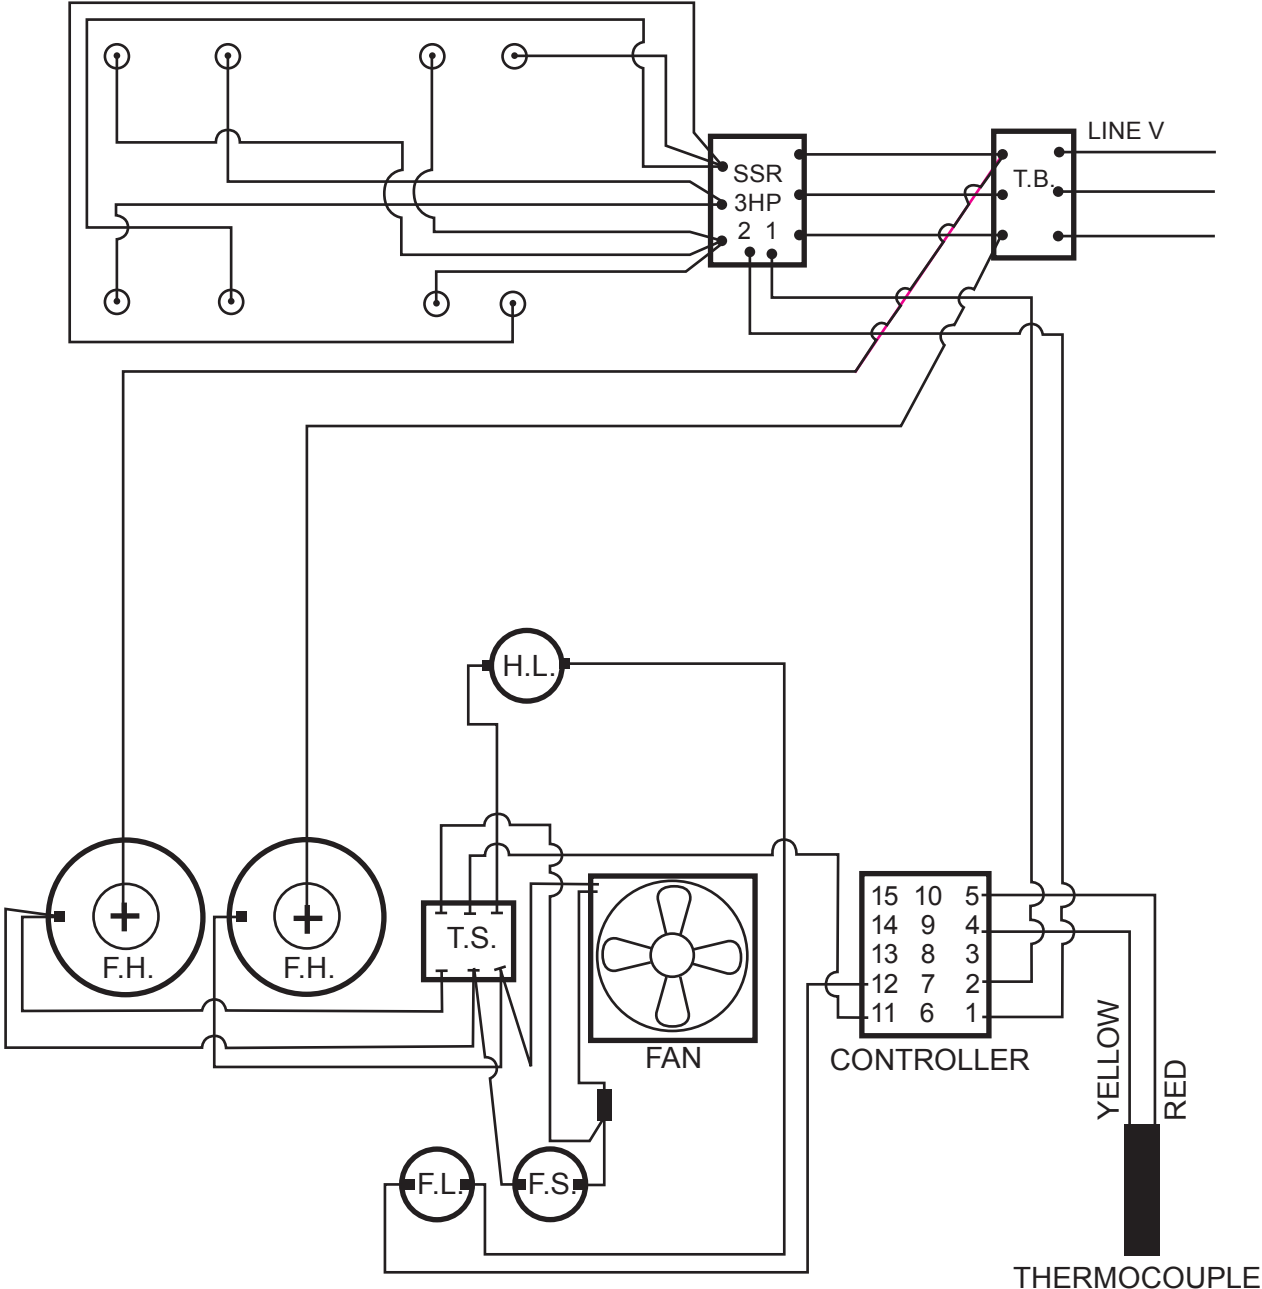 LINE V
SSR
T.B.
3HP
2 1
H.L.
T.S.
F.H.
F.H.
15 10 5
14 9 4
13 8 3
12 7 2
11 6 1
FAN
CONTROLLER
YELLOW
RED
F.L.
F.S.
THERMOCOUPLE